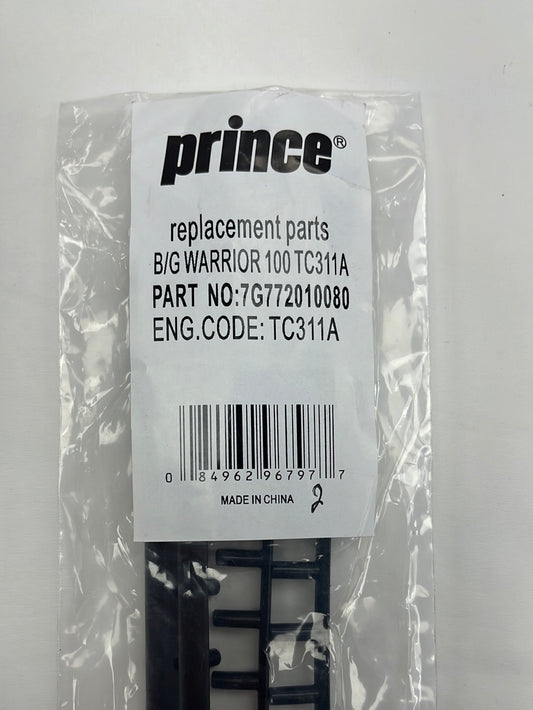 prince®
replacement parts
B/G WARRIOR 100 TC311A
PART NO:7G772010080
ENG.CODE: TC311A
0 84962 96797 7
MADE IN CHINA 2